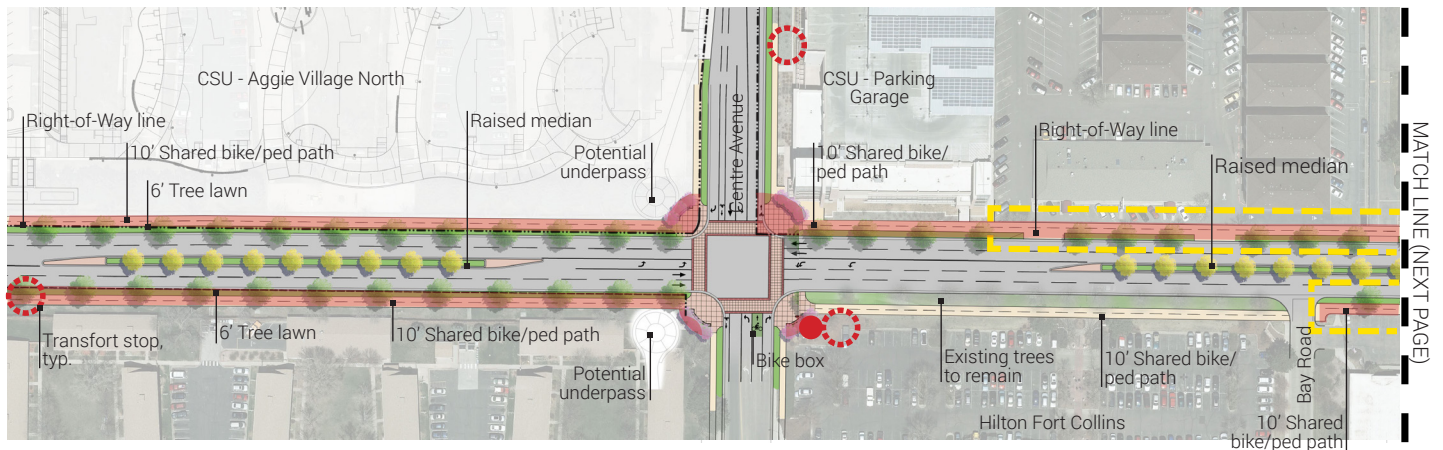 CSU - Aggie Village North
Right-of-Way line
10' Shared bike/ped path
6' Tree lawn
Raised median
Potential
underpass
Centre Avenue
CSU - Parking
Garage
10' Shared bike/
ped path
Right-of-Way line
Raised median
MATCH LINE (NEXT PAGE)
Transfort stop,
typ.
6' Tree lawn
10' Shared bike/ped path
Potential
underpass
Bike box
Existing trees
to remain
10' Shared bike/
ped path
Bay Road
Hilton Fort Collins
10' Shared
bike/ped path